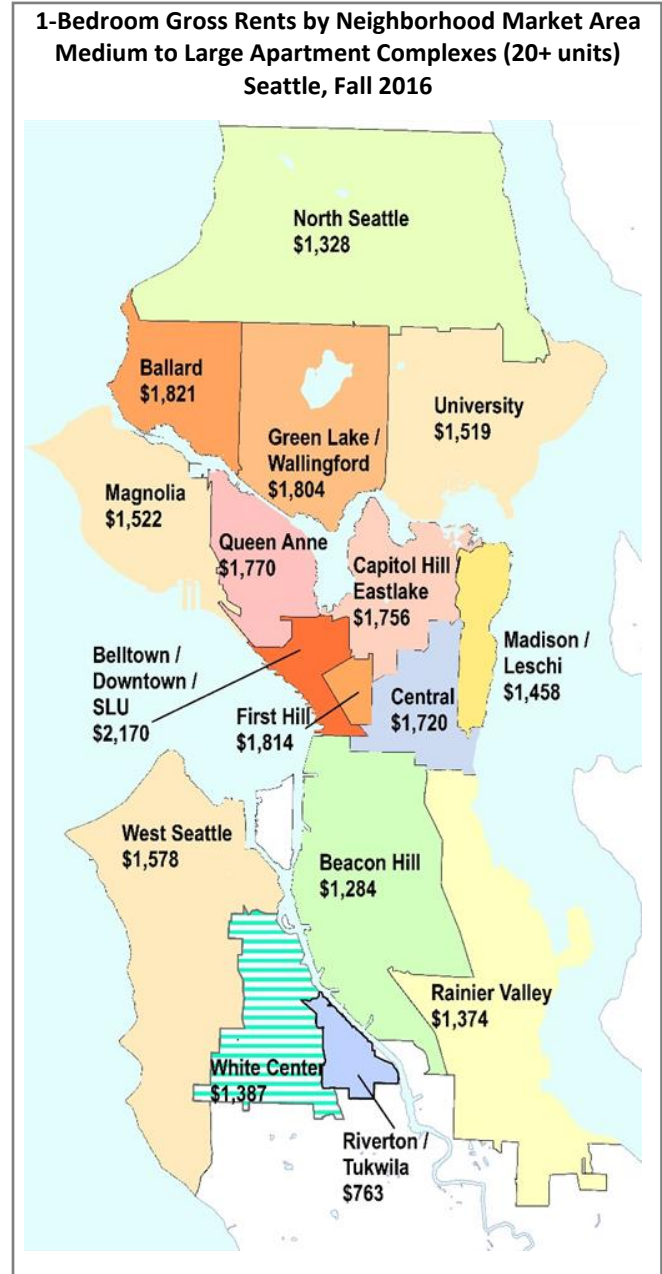 1-Bedroom Gross Rents by Neighborhood Market Area
Medium to Large Apartment Complexes (20+ units)
Seattle, Fall 2016
North Seattle
$1,328
Ballard
$1,821
Green Lake /
Wallingford
$1,804
University
$1,519
Magnolia
$1,522
Queen Anne
$1,770
Capitol Hill /
Eastlake
$1,756
Madison /
Leschi
$1,458
Belltown /
Downtown /
SLU
$2,170
First Hill
$1,814
Central
$1,720
West Seattle
$1,578
Beacon Hill
$1,284
Rainier Valley
$1,374
White Center
$1,387
Riverton /
Tukwila
$763